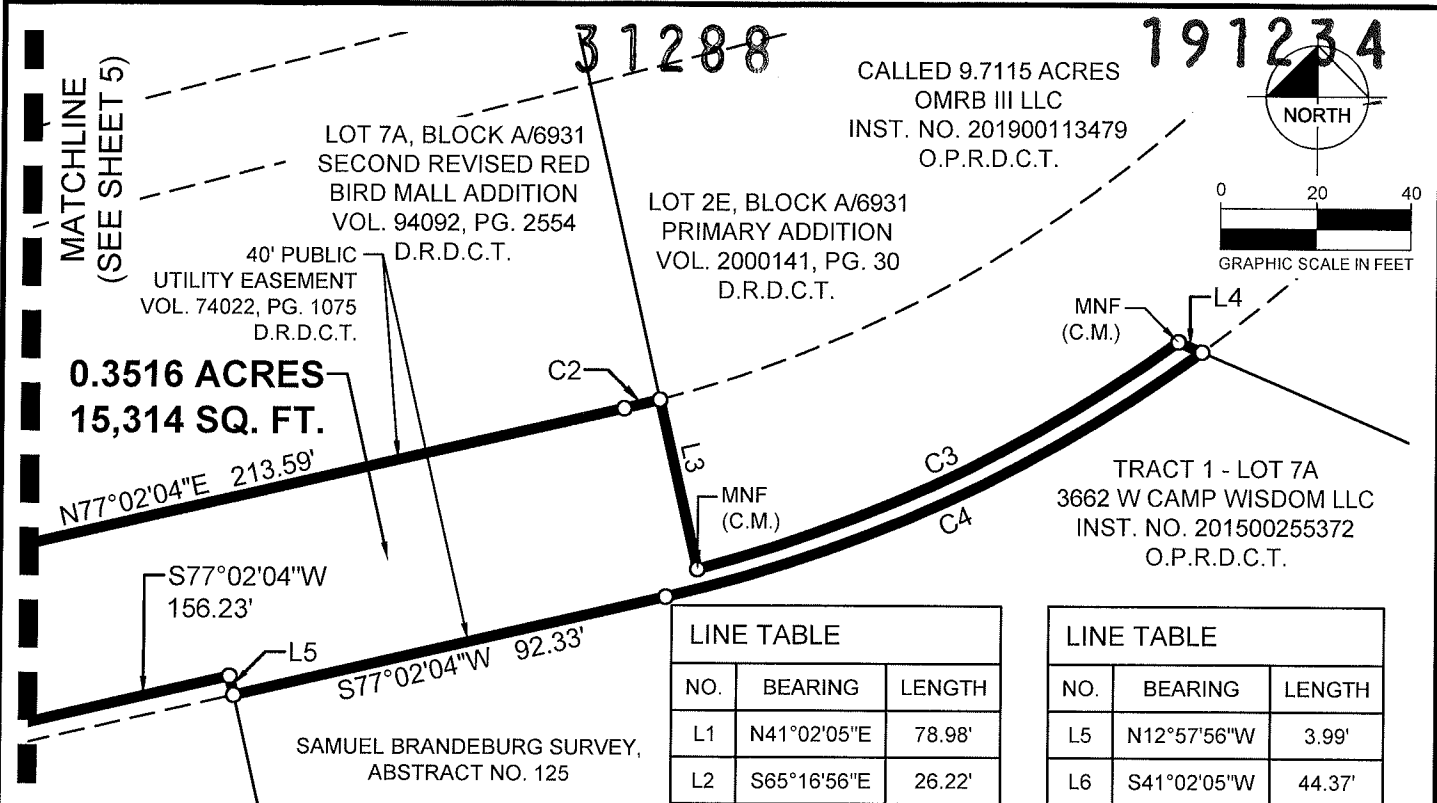 31288
191234
MATCHLINE
(SEE SHEET 5)
LOT 7A, BLOCK A/6931
SECOND REVISED RED
BIRD MALL ADDITION
VOL. 94092, PG. 2554
D.R.D.C.T.
CALLED 9.7115 ACRES
OMRB III LLC
INST. NO. 201900113479
O.P.R.D.C.T.
NORTH
0 20 40
GRAPHIC SCALE IN FEET
LOT 2E, BLOCK A/6931
PRIMARY ADDITION
VOL. 2000141, PG. 30
D.R.D.C.T.
40' PUBLIC
UTILITY EASEMENT
VOL. 74022, PG. 1075
D.R.D.C.T.
0.3516 ACRES
15,314 SQ. FT.
C2
MNF
(C.M.)
L4
N77°02'04"E 213.59'
L3
MNF
(C.M.)
C3
C4
TRACT 1 - LOT 7A
3662 W CAMP WISDOM LLC
INST. NO. 201500255372
O.P.R.D.C.T.
S77°02'04"W
156.23'
L5
S77°02'04"W 92.33'
SAMUEL BRANDEBURG SURVEY,
ABSTRACT NO. 125
LINE TABLE
NO. BEARING LENGTH
L1 N41°02'05"E 78.98'
L2 S65°16'56"E 26.22'
LINE TABLE
NO. BEARING LENGTH
L5 N12°57'56"W 3.99'
L6 S41°02'05"W 44.37'